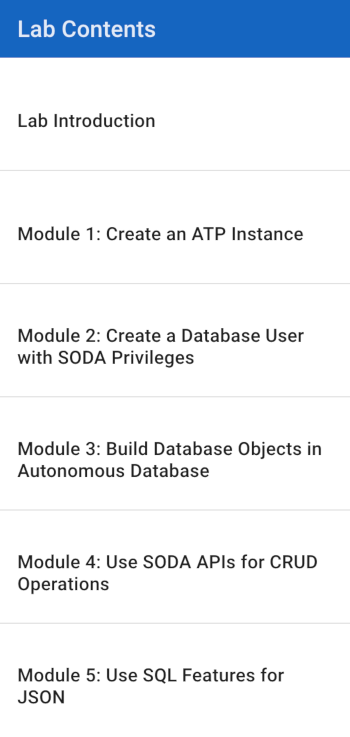 Lab Contents
Lab Introduction
Module 1: Create an ATP Instance
Module 2: Create a Database User
with SODA Privileges
Module 3: Build Database Objects in
Autonomous Database
Module 4: Use SODA APIs for CRUD
Operations
Module 5: Use SQL Features for
JSON